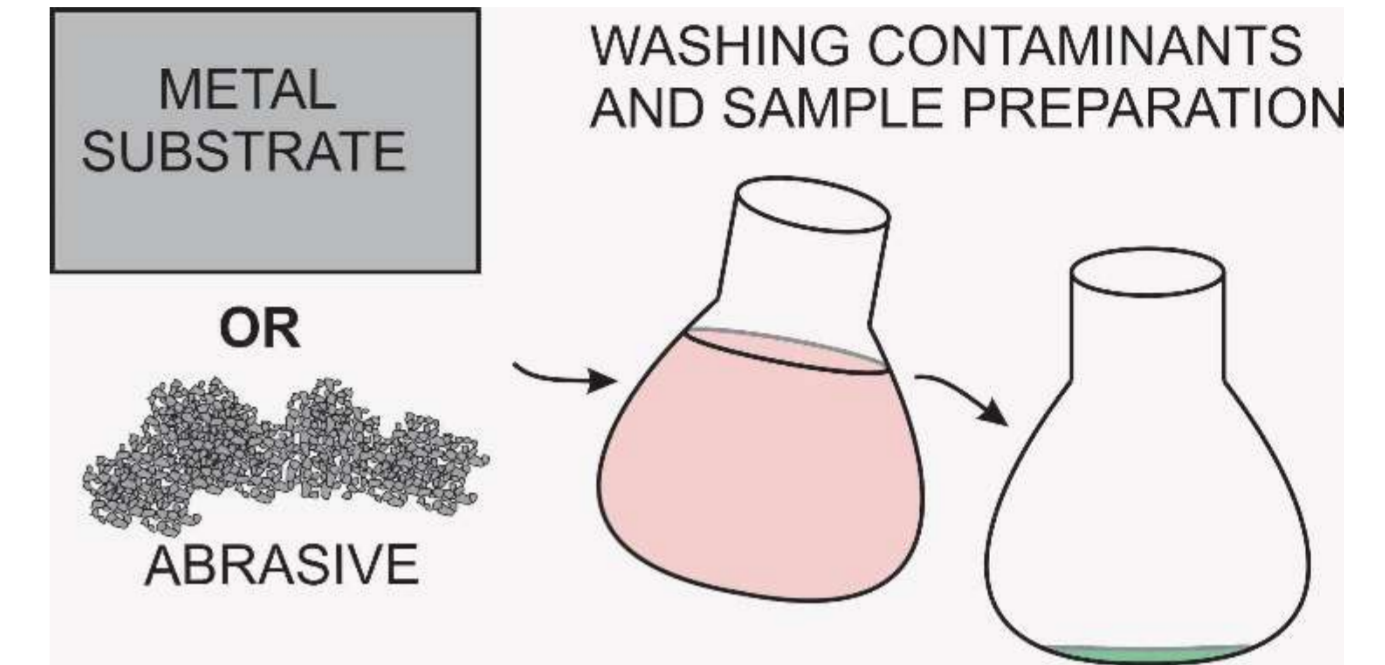 METAL
SUBSTRATE
OR
ABRASIVE
WASHING CONTAMINANTS
AND SAMPLE PREPARATION